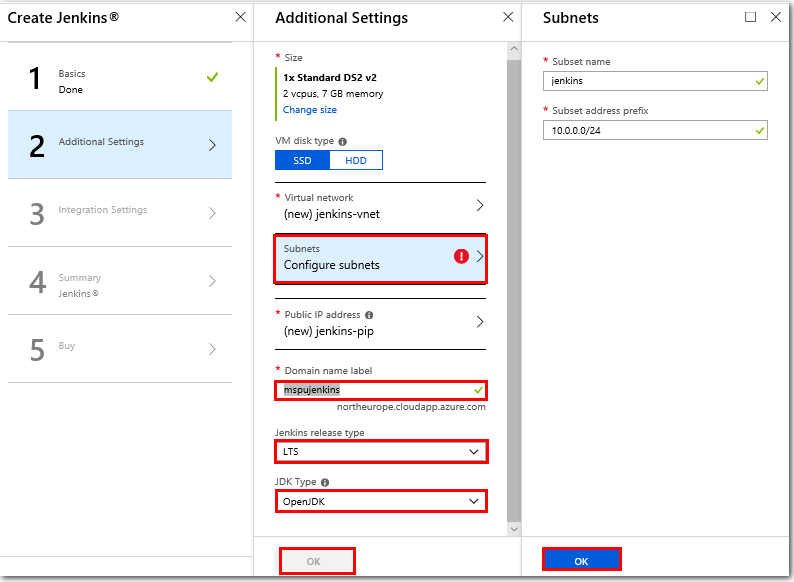 Create Jenkins®
1
Basics
Done
2
Additional Settings
3
Integration Settings
4
Summary
Jenkins®
5
Buy
Additional Settings
* Size
1x Standard DS2 v2
2 vcpus, 7 GB memory
Change size
VM disk type
SSD HDD
* Virtual network
(new) jenkins-vnet
Subnets
Configure subnets
!
* Public IP address
(new) jenkins-pip
* Domain name label
mspujenkins
northeurope.cloudapp.azure.com
Jenkins release type
LTS
JDK Type
OpenJDK
OK
Subnets
* Subset name
jenkins
* Subset address prefix
10.0.0.0/24
OK